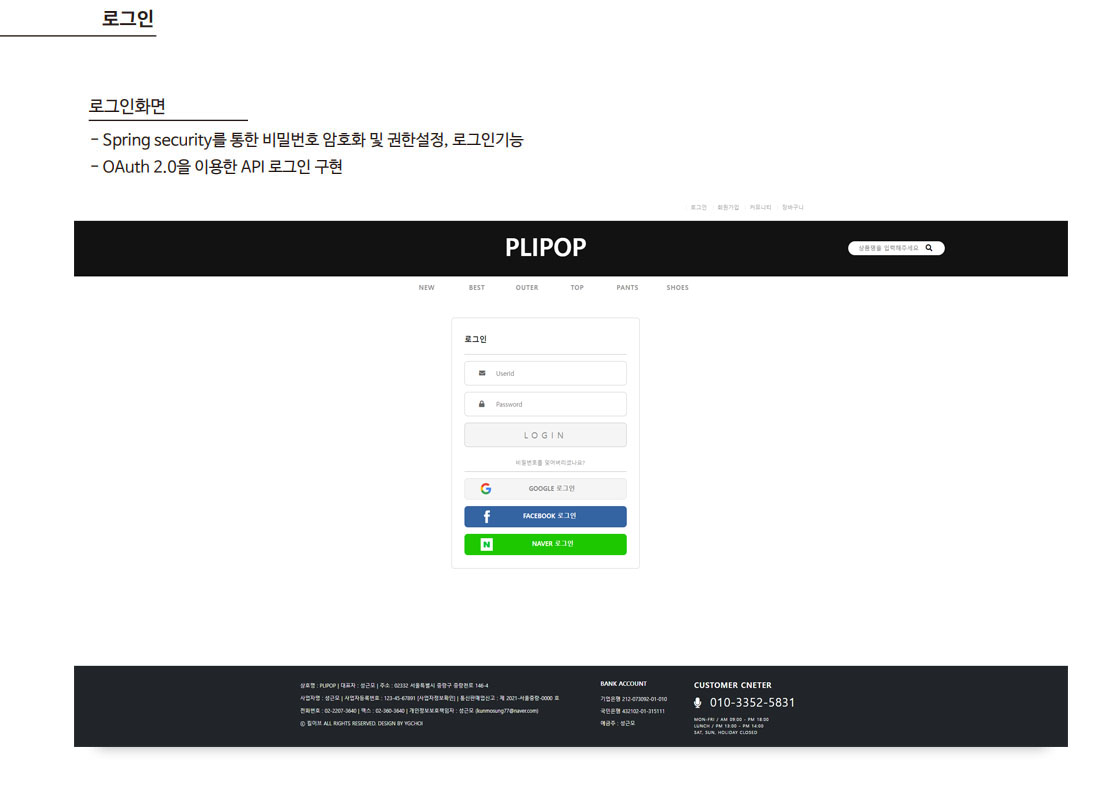 로그인
로그인화면
- Spring security를 통한 비밀번호 암호화 및 권한설정, 로그인기능
- OAuth 2.0을 이용한 API 로그인 구현
로그인 회원가입 커뮤니티 장바구니
PLIPOP
상품명을 입력해주세요
NEW BEST OUTER TOP PANTS SHOES
로그인
Userid
Password
LOGIN
비밀번호를 잊어버리셨나요?
GOOGLE 로그인
FACEBOOK 로그인
NAVER 로그인
상호명 : PLIPOP | 대표자 : 성근모 | 주소 : 02332 서울특별시 중랑구 중랑천로 146-4
사업자명 : 성근모 | 사업자등록번호 : 123-45-67891 [사업자정보확인] | 통신판매업신고 : 제 2021-서울중랑-0000 호
전화번호 : 02-2207-3640 | 팩스 : 02-360-3640 | 개인정보보호책임자 : 성근모 (kunmosung77@naver.com)
ⓒ 립아브 ALL RIGHTS RESERVED. DESIGN BY YGCHOI
BANK ACCOUNT
기업은행 212-073092-01-010
국민은행 432102-01-315111
예금주 : 성근모
CUSTOMER CNETER
010-3352-5831
MON-FRI / AM 09:00 - PM 18:00
LUNCH / PM 13:00 - PM 14:00
SAT, SUN, HOLIDAY CLOSED